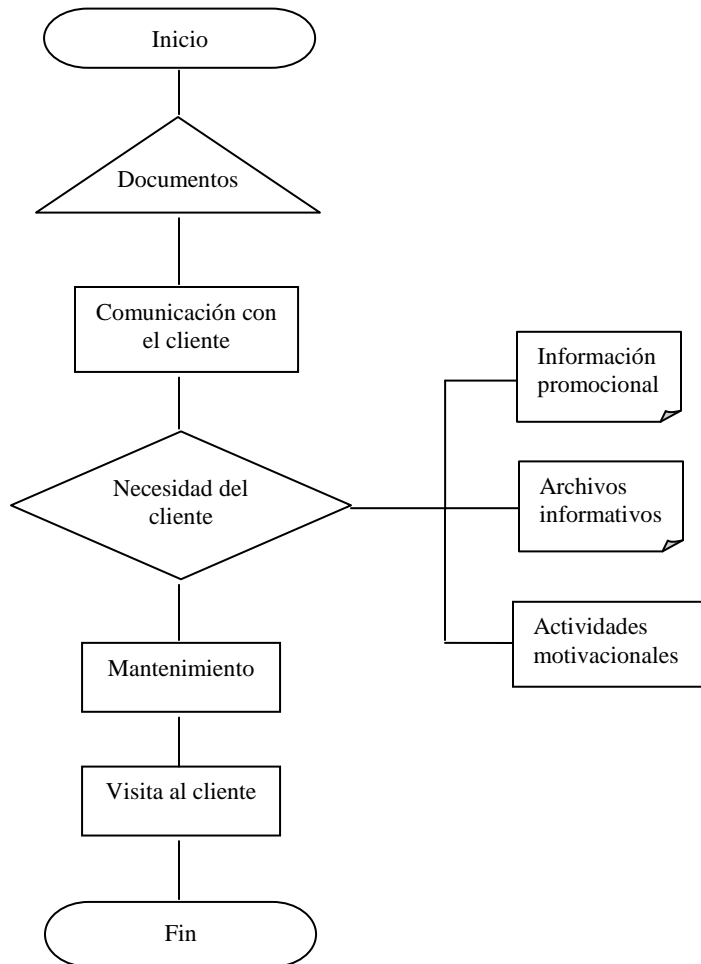 Inicio
Documentos
Comunicación con
el cliente
Necesidad del
cliente
Información
promocional
Archivos
informativos
Actividades
motivacionales
Mantenimiento
Visita al cliente
Fin